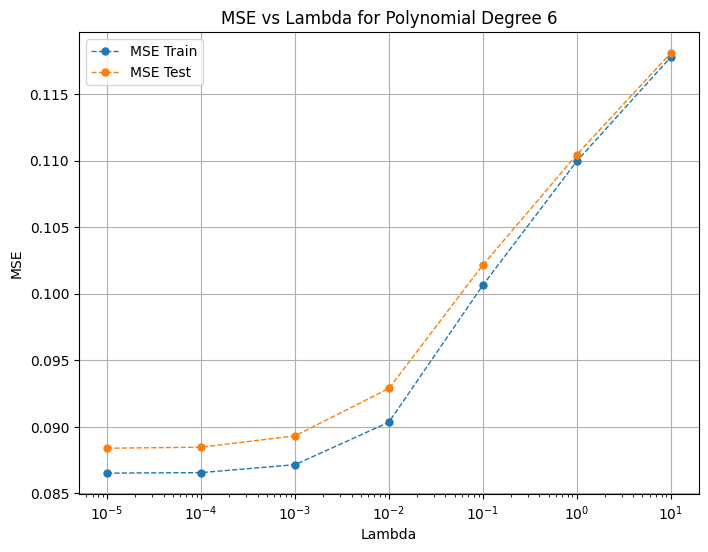 MSE vs Lambda for Polynomial Degree 6
MSE Train
MSE Test
0.115
0.110
0.105
0.100
0.095
0.090
0.085
MSE
10⁻⁵ 10⁻⁴ 10⁻³ 10⁻² 10⁻¹ 10⁰ 10¹
Lambda